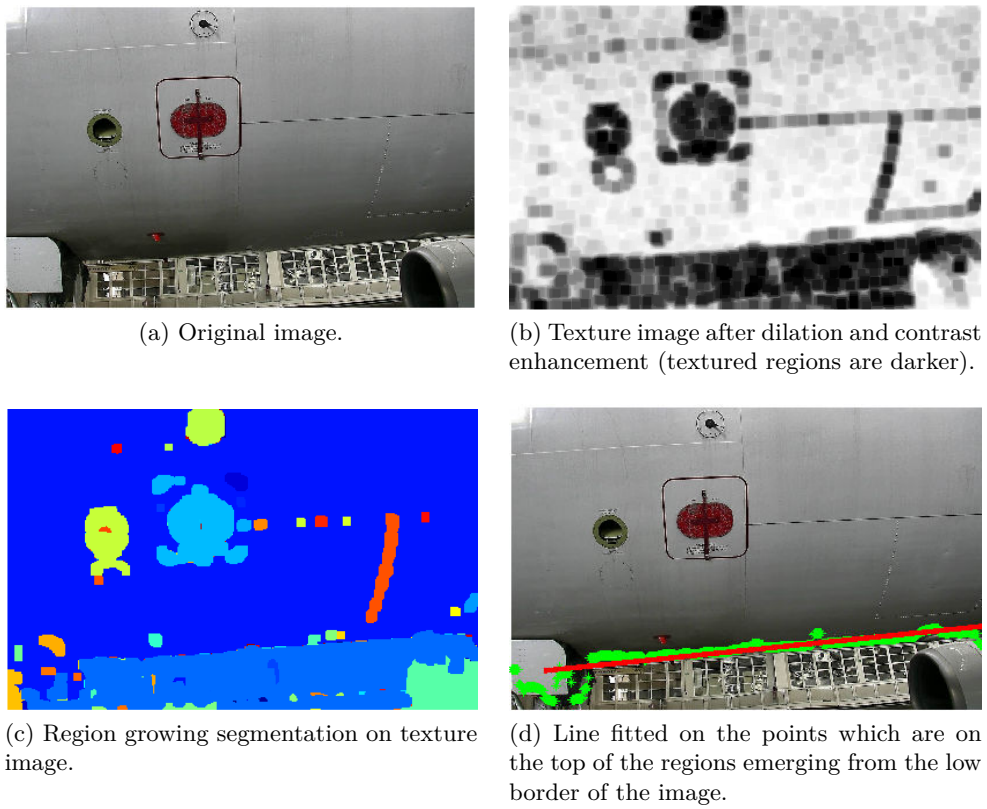 (a) Original image.
(b) Texture image after dilation and contrast
enhancement (textured regions are darker).
(c) Region growing segmentation on texture
image.
(d) Line fitted on the points which are on
the top of the regions emerging from the low
border of the image.